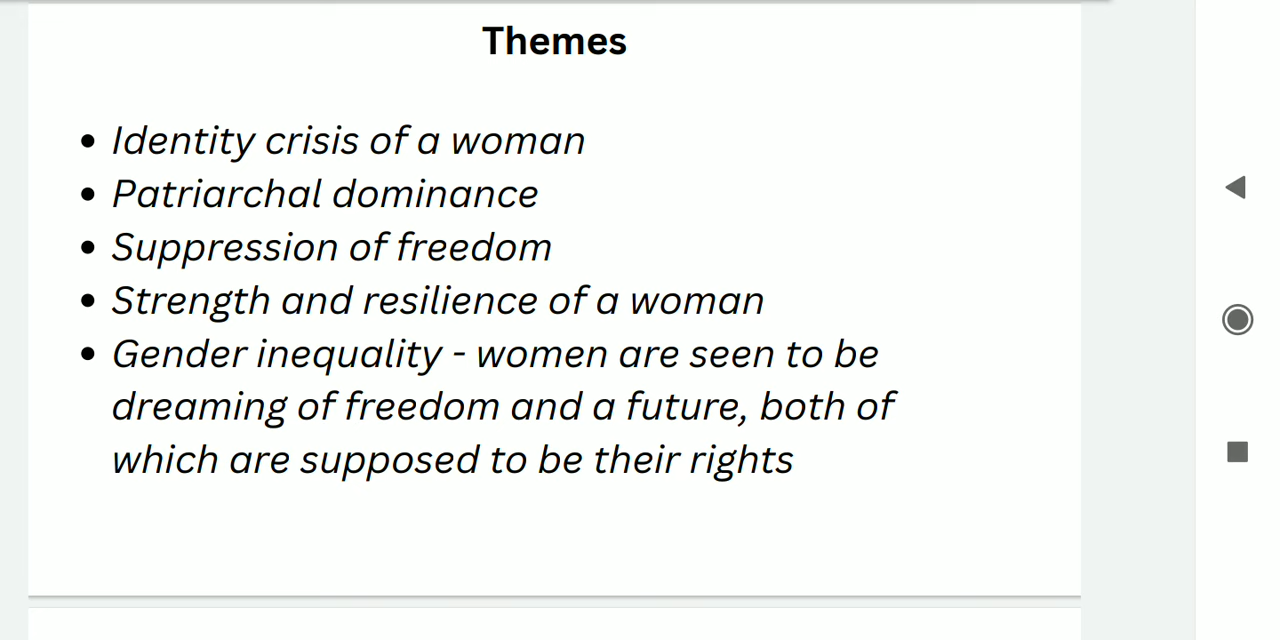 Themes
• Identity crisis of a woman
• Patriarchal dominance
• Suppression of freedom
• Strength and resilience of a woman
• Gender inequality - women are seen to be
dreaming of freedom and a future, both of
which are supposed to be their rights